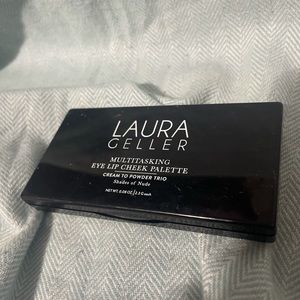 LAURA
GELLER
MULTITASKING
EYE LIP CHEEK PALETTE
CREAM TO POWDER TRIO
Shades of Nude